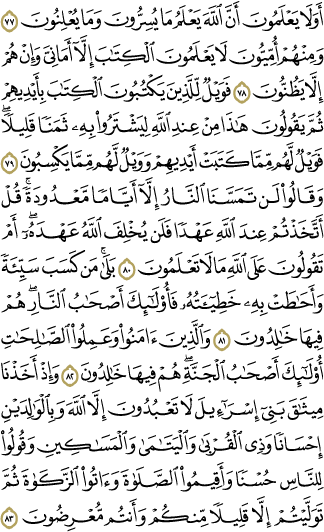 أَوَلَا يَعْلَمُونَ أَنَّ ٱللَّهَ يَعْلَمُ مَا يُسِرُّونَ وَمَا يُعْلِنُونَ ٧٧
وَمِنْهُمْ أُمِّيُّونَ لَا يَعْلَمُونَ ٱلْكِتَٰبَ إِلَّآ أَمَانِىَّ وَإِنْ هُمْ
إِلَّا يَظُنُّونَ ٧٨ فَوَيْلٌ لِّلَّذِينَ يَكْتُبُونَ ٱلْكِتَٰبَ بِأَيْدِيهِمْ
ثُمَّ يَقُولُونَ هَٰذَا مِنْ عِندِ ٱللَّهِ لِيَشْتَرُوا۟ بِهِۦ ثَمَنًا قَلِيلًا ۖ
فَوَيْلٌ لَّهُم مِّمَّا كَتَبَتْ أَيْدِيهِمْ وَوَيْلٌ لَّهُم مِّمَّا يَكْسِبُونَ ٧٩
وَقَالُوا۟ لَن تَمَسَّنَا ٱلنَّارُ إِلَّآ أَيَّامًا مَّعْدُودَةً ۚ قُلْ
أَتَّخَذْتُمْ عِندَ ٱللَّهِ عَهْدًا فَلَن يُخْلِفَ ٱللَّهُ عَهْدَهُۥٓ ۖ أَمْ
تَقُولُونَ عَلَى ٱللَّهِ مَا لَا تَعْلَمُونَ ٨٠ بَلَىٰ مَن كَسَبَ سَيِّئَةً
وَأَحَٰطَتْ بِهِۦ خَطِيٓـَٔتُهُۥ فَأُو۟لَٰٓئِكَ أَصْحَٰبُ ٱلنَّارِ ۖ هُمْ
فِيهَا خَٰلِدُونَ ٨١ وَٱلَّذِينَ ءَامَنُوا۟ وَعَمِلُوا۟ ٱلصَّٰلِحَٰتِ
أُو۟لَٰٓئِكَ أَصْحَٰبُ ٱلْجَنَّةِ ۖ هُمْ فِيهَا خَٰلِدُونَ ٨٢ وَإِذْ أَخَذْنَا
مِيثَٰقَ بَنِىٓ إِسْرَٰٓءِيلَ لَا تَعْبُدُونَ إِلَّا ٱللَّهَ وَبِٱلْوَٰلِدَيْنِ
إِحْسَانًا وَذِى ٱلْقُرْبَىٰ وَٱلْيَتَٰمَىٰ وَٱلْمَسَٰكِينِ وَقُولُوا۟
لِلنَّاسِ حُسْنًا وَأَقِيمُوا۟ ٱلصَّلَوٰةَ وَءَاتُوا۟ ٱلزَّكَوٰةَ ثُمَّ
تَوَلَّيْتُمْ إِلَّا قَلِيلًا مِّنكُمْ وَأَنتُم مُّعْرِضُونَ ٨٣